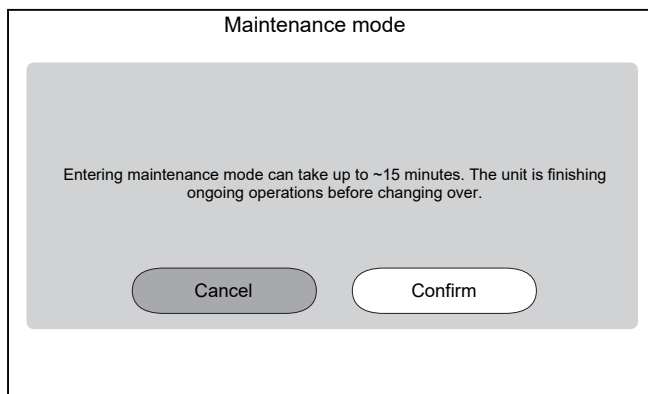 Maintenance mode
Entering maintenance mode can take up to ~15 minutes. The unit is finishing
ongoing operations before changing over.
Cancel
Confirm